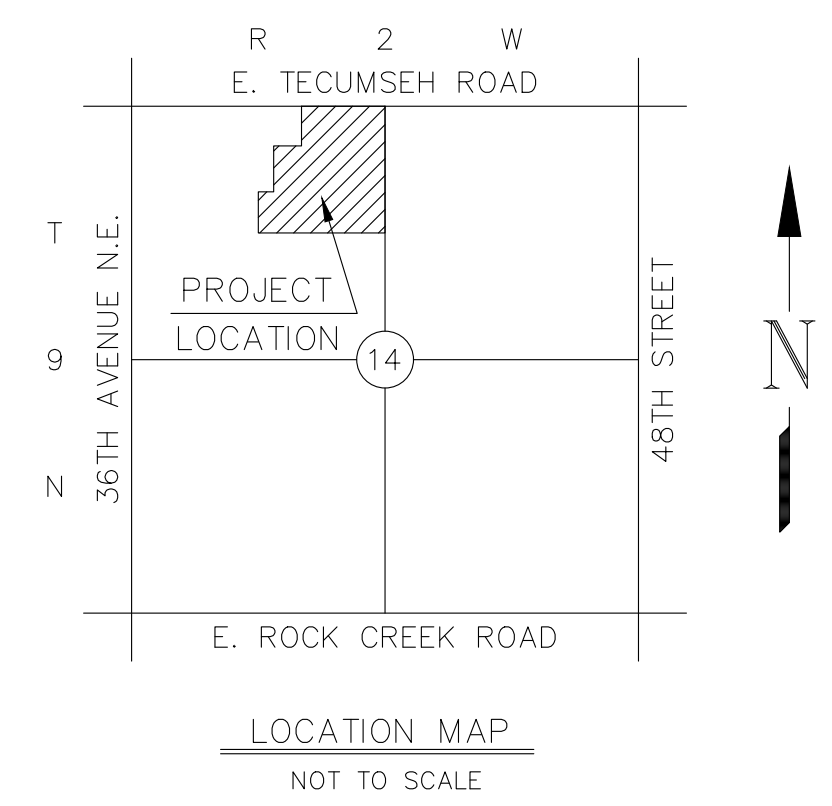 R 2 W
E. TECUMSEH ROAD
T
9
N
36TH AVENUE N.E.
PROJECT
LOCATION
14
48TH STREET
N
E. ROCK CREEK ROAD
LOCATION MAP
NOT TO SCALE